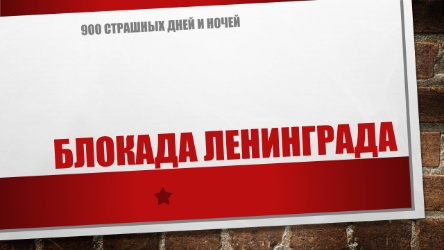 900 СТРАШНЫХ ДНЕЙ И НОЧЕЙ
БЛОКАДА ЛЕНИНГРАДА